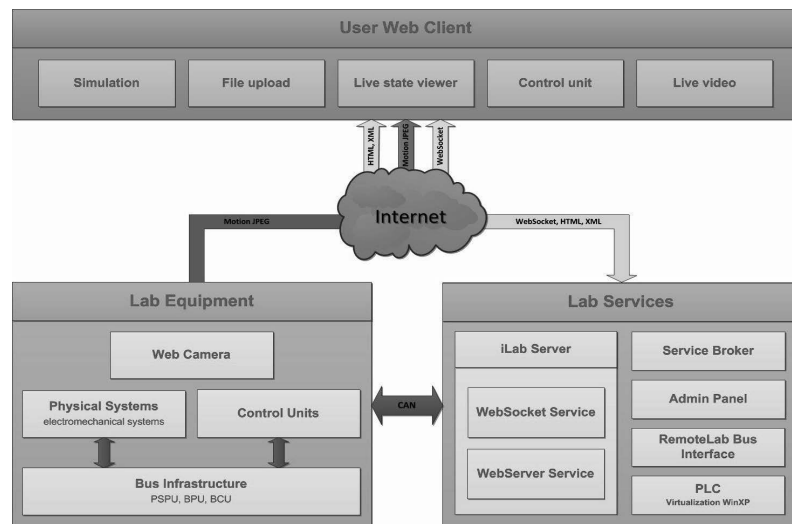 User Web Client
Simulation
File upload
Live state viewer
Control unit
Live video
HTML, XML
Motion JPEG
WebSocket
Internet
Motion JPEG
WebSocket, HTML, XML
Lab Equipment
Web Camera
Physical Systems
electromechanical systems
Control Units
Bus Infrastructure
PSPU, BPU, BCU
CAN
Lab Services
iLab Server
WebSocket Service
WebServer Service
Service Broker
Admin Panel
RemoteLab Bus
Interface
PLC
Virtualization WinXP